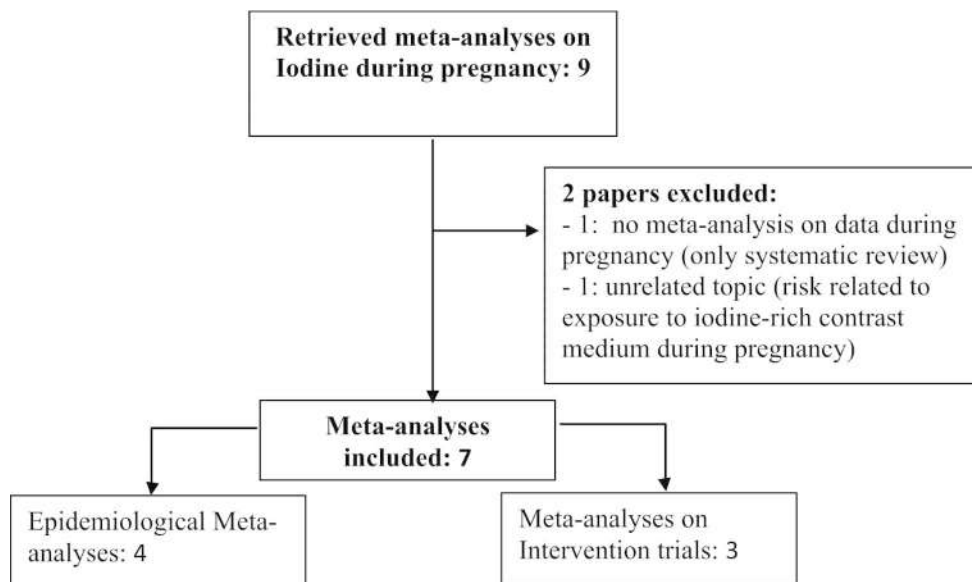 Retrieved meta-analyses on
Iodine during pregnancy: 9
2 papers excluded:
- 1:  no meta-analysis on data during
pregnancy (only systematic review)
- 1: unrelated topic (risk related to
exposure to iodine-rich contrast
medium during pregnancy)
Meta-analyses
included: 7
Epidemiological Meta-
analyses: 4
Meta-analyses on
Intervention trials: 3